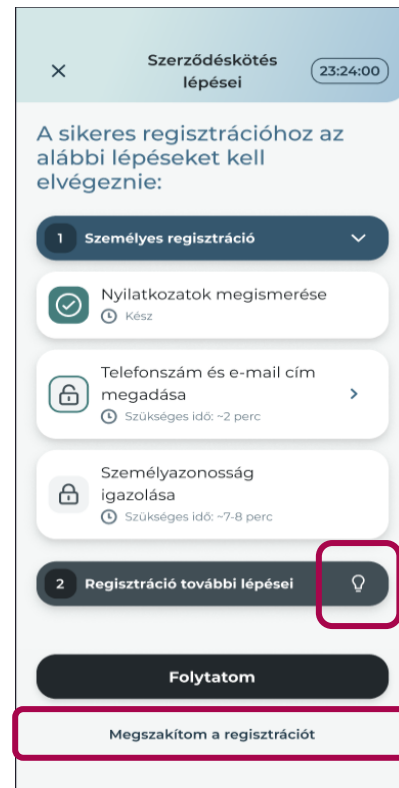 Szerződéskötés
lépései
23:24:00
A sikeres regisztrációhoz az
alábbi lépéseket kell
elvégeznie:
1 Személyes regisztráció
Nyilatkozatok megismerése
Kész
Telefonszám és e-mail cím
megadása
Szükséges idő: ~2 perc
Személyazonosság
igazolása
Szükséges idő: ~7-8 perc
2 Regisztráció további lépései
Folytatom
Megszakítom a regisztrációt